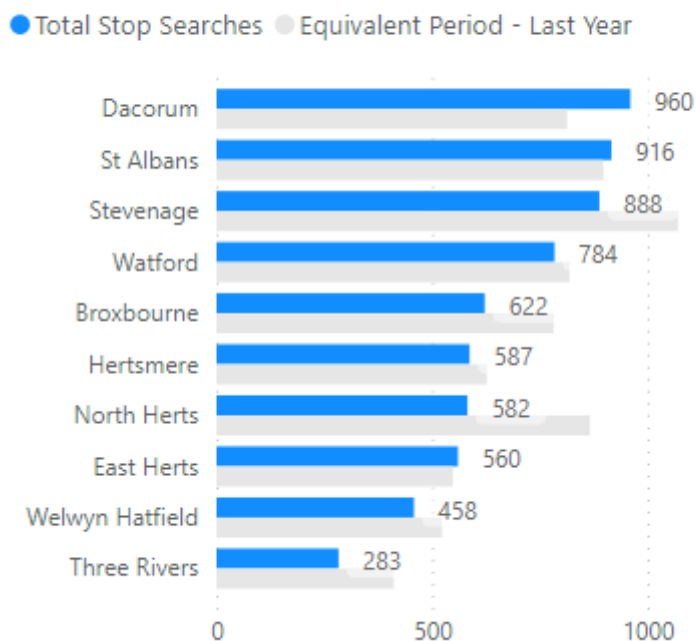 Total Stop Searches Equivalent Period - Last Year
Dacorum 960
St Albans 916
Stevenage 888
Watford 784
Broxbourne 622
Hertsmere 587
North Herts 582
East Herts 560
Welwyn Hatfield 458
Three Rivers 283
0 500 1000